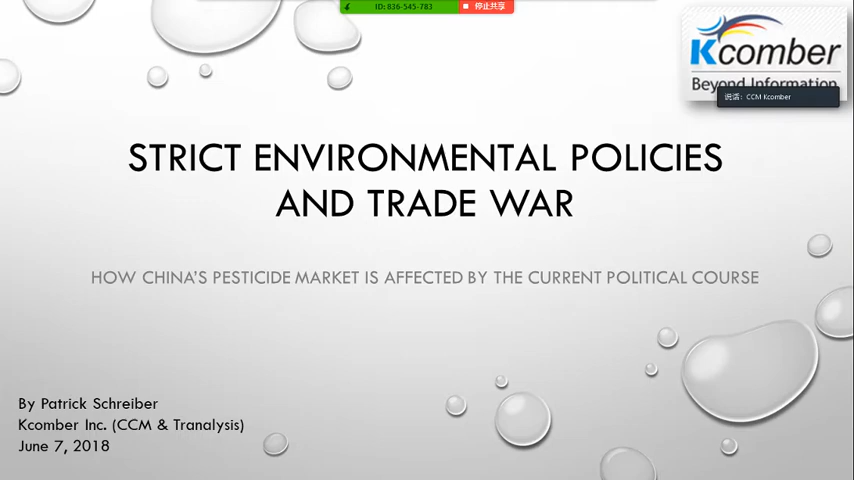 ID: 836-545-783 停止共享
Kcomber
Beyond Information
说话: CCM Kcomber
STRICT ENVIRONMENTAL POLICIES
AND TRADE WAR
HOW CHINA'S PESTICIDE MARKET IS AFFECTED BY THE CURRENT POLITICAL COURSE
By Patrick Schreiber
Kcomber Inc. (CCM & Tranalysis)
June 7, 2018